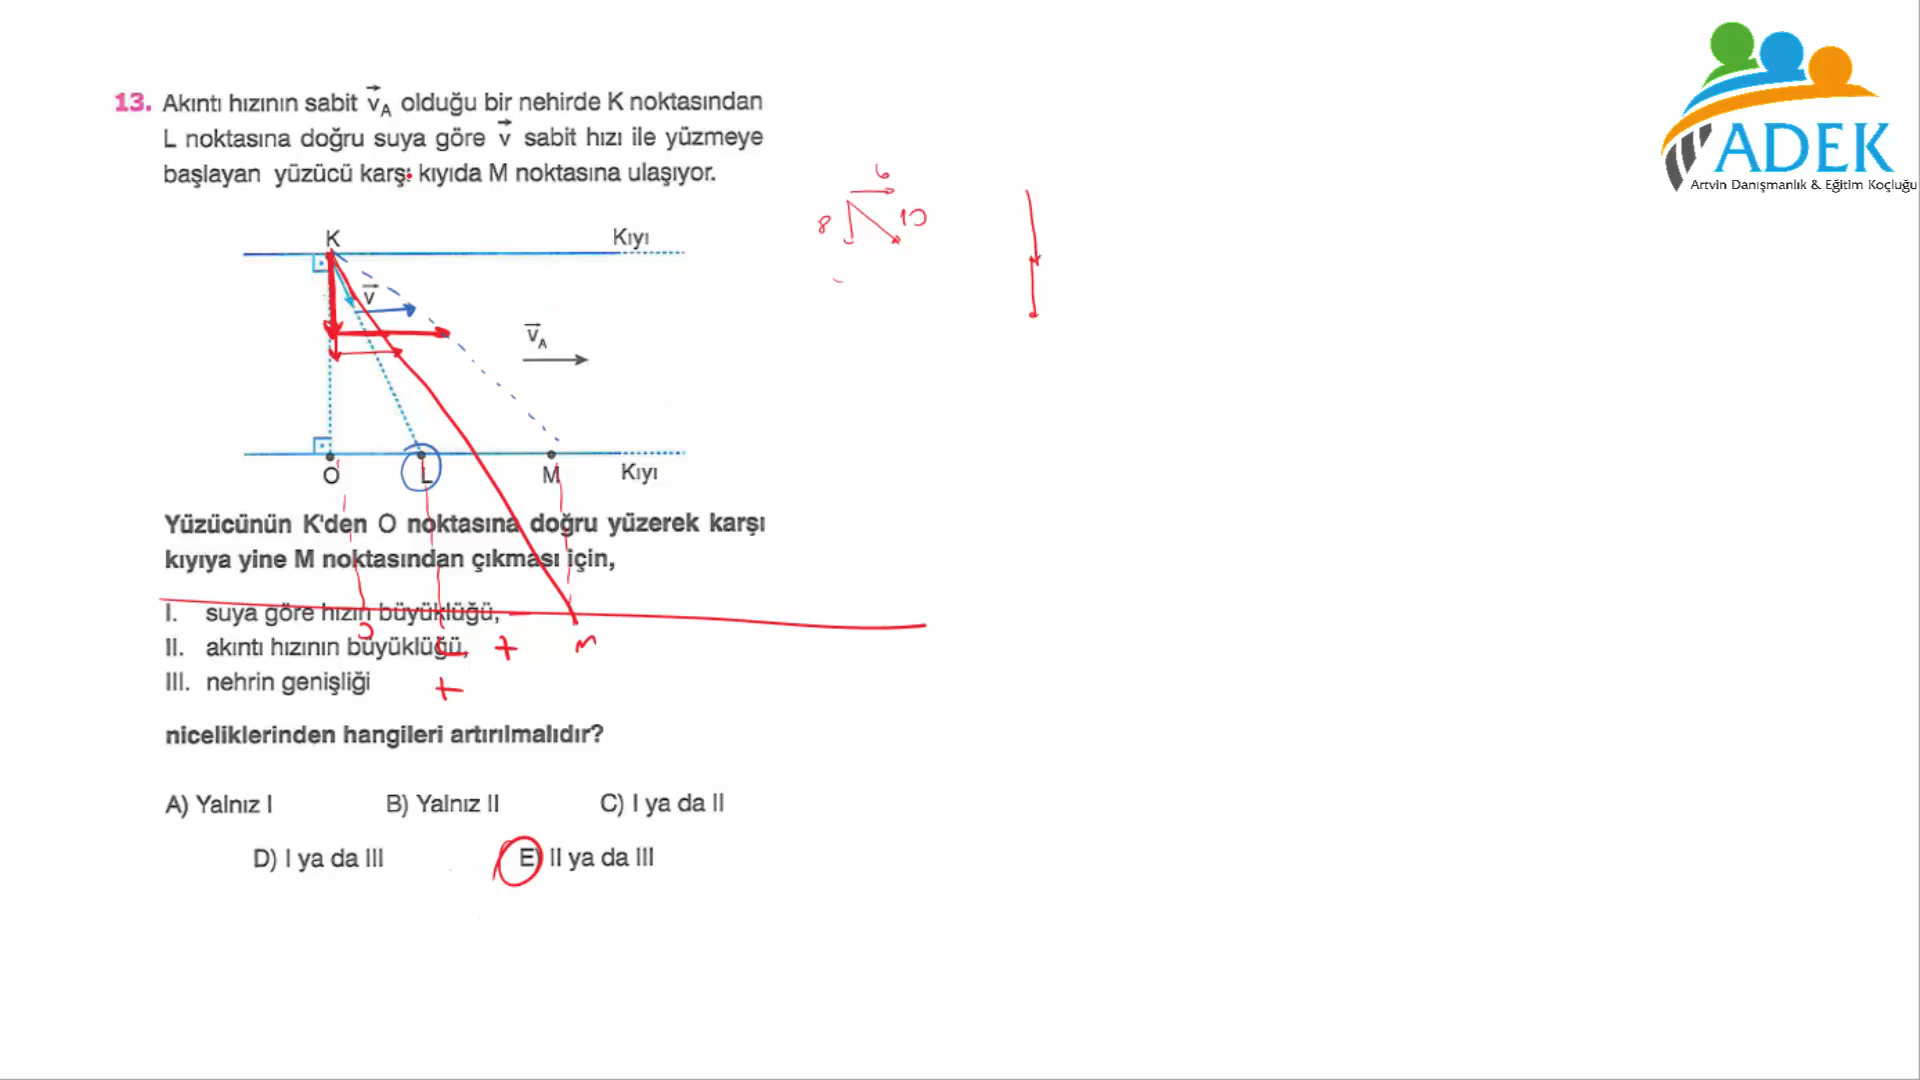 ADEK
Artvin Danışmanlık & Eğitim Koçluğu
13. Akıntı hızının sabit v⃗A olduğu bir nehirde K noktasından
L noktasına doğru suya göre v⃗ sabit hızı ile yüzmeye
başlayan yüzücü karşı kıyıda M noktasına ulaşıyor.
6
8
10
K
Kıyı
v⃗
v⃗A
O
L
M
Kıyı
Yüzücünün K'den O noktasına doğru yüzerek karşı
kıyıya yine M noktasından çıkması için,
I. suya göre hızın büyüklüğü, –
O
II. akıntı hızının büyüklüğü, +
L
M
III. nehrin genişliği +
niceliklerinden hangileri artırılmalıdır?
A) Yalnız I B) Yalnız II C) I ya da II
D) I ya da III E) II ya da III